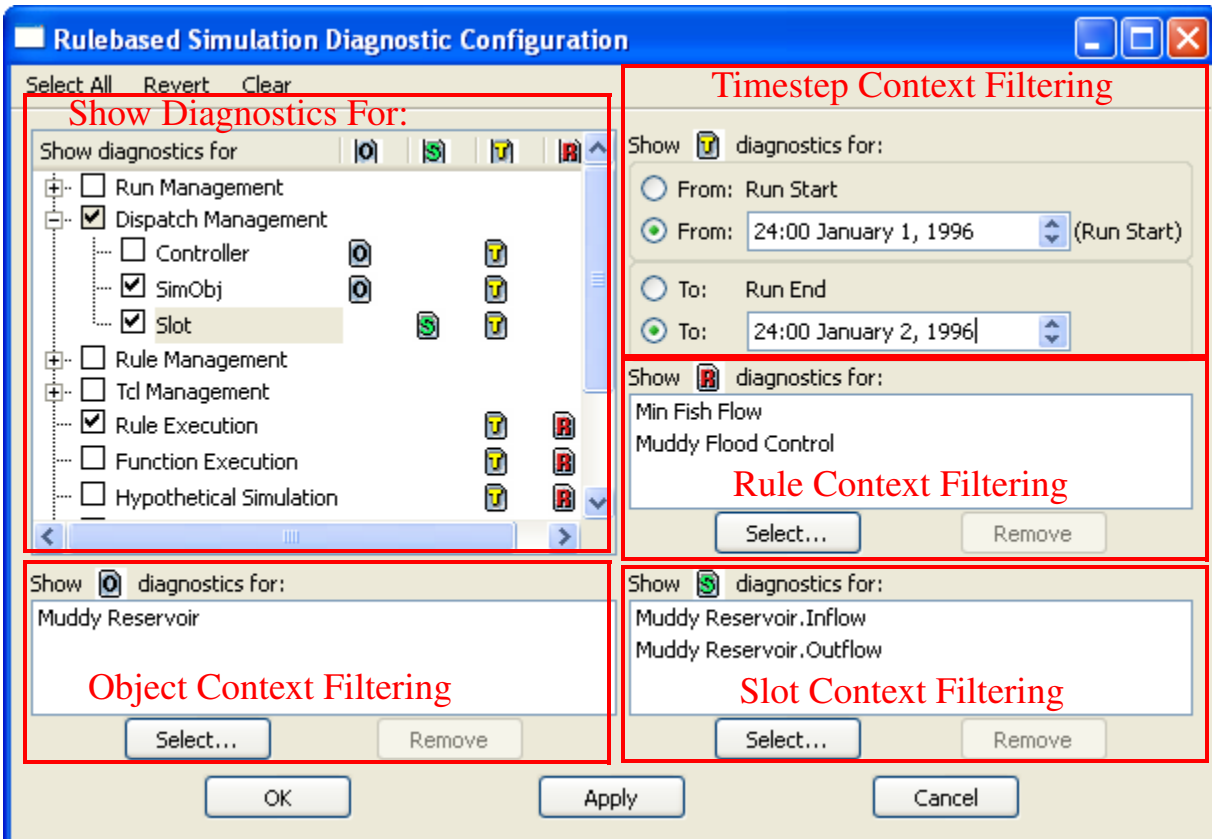 Rulebased Simulation Diagnostic Configuration
Select All Revert Clear
Show Diagnostics For:
Show diagnostics for O S T R
Run Management
Dispatch Management
Controller O T
SimObj O T
Slot S T
Rule Management
Tcl Management
Rule Execution T R
Function Execution T R
Hypothetical Simulation T R
Timestep Context Filtering
Show T diagnostics for:
From: Run Start
From: 24:00 January 1, 1996 (Run Start)
To: Run End
To: 24:00 January 2, 1996
Show R diagnostics for:
Min Fish Flow
Muddy Flood Control
Rule Context Filtering
Select... Remove
Show O diagnostics for:
Muddy Reservoir
Object Context Filtering
Select... Remove
Show S diagnostics for:
Muddy Reservoir.Inflow
Muddy Reservoir.Outflow
Slot Context Filtering
Select... Remove
OK Apply Cancel